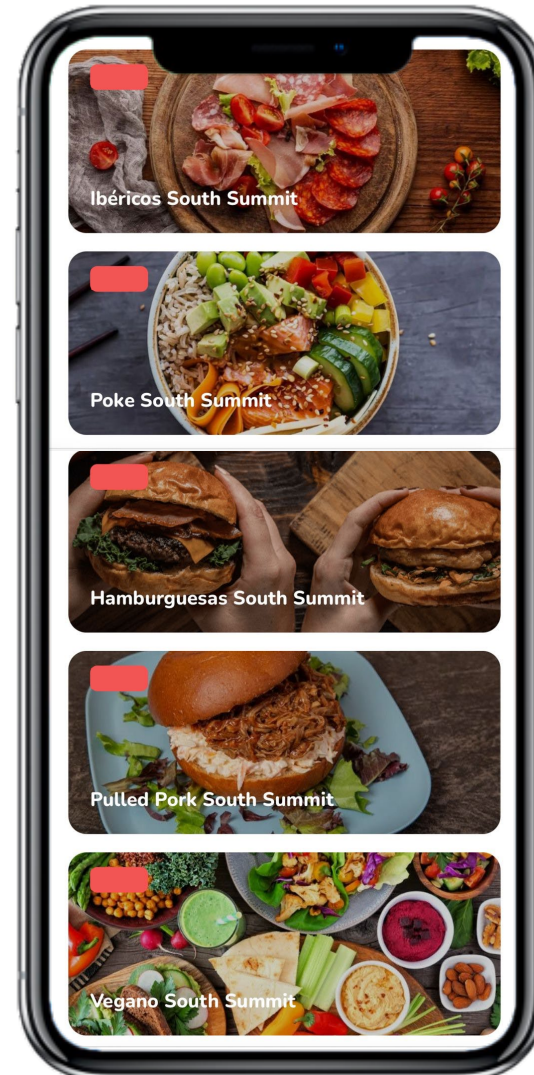 Ibéricos South Summit
Poke South Summit
Hamburguesas South Summit
Pulled Pork South Summit
Vegano South Summit